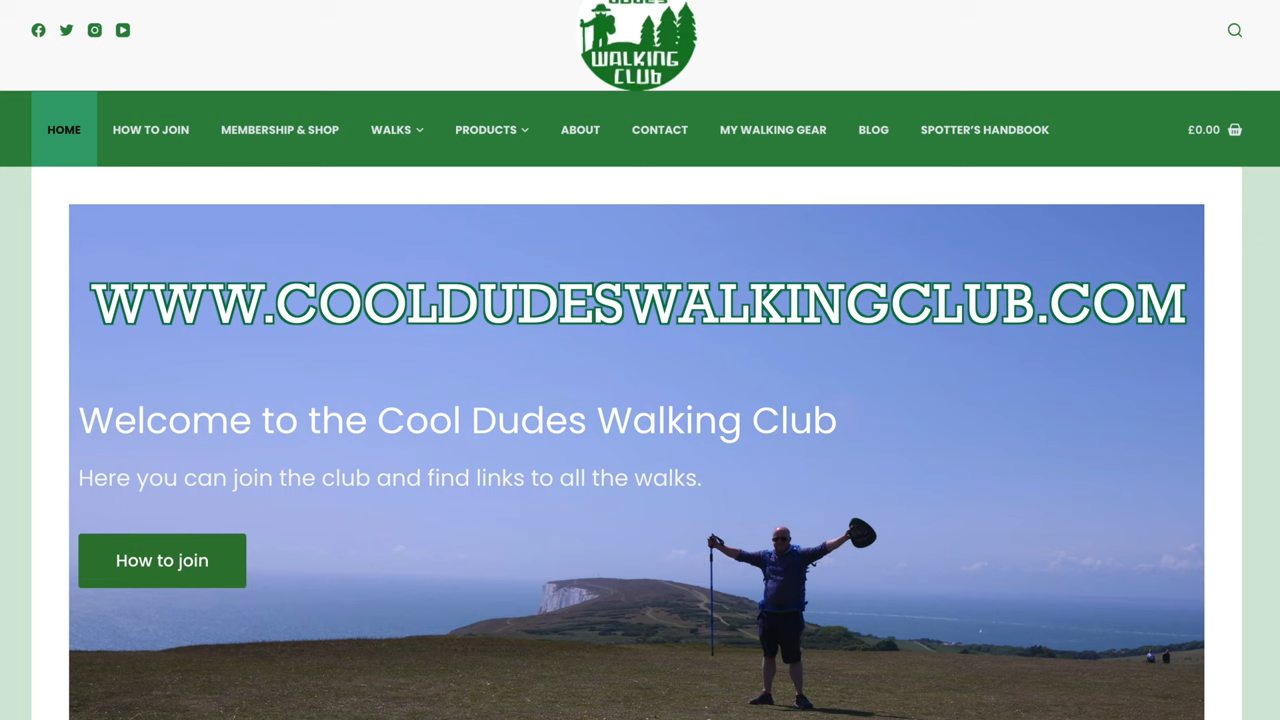 DUDES
WALKING
CLUB
HOME HOW TO JOIN MEMBERSHIP & SHOP WALKS PRODUCTS ABOUT CONTACT MY WALKING GEAR BLOG SPOTTER’S HANDBOOK £0.00
WWW.COOLDUDESWALKINGCLUB.COM
Welcome to the Cool Dudes Walking Club
Here you can join the club and find links to all the walks.
How to join